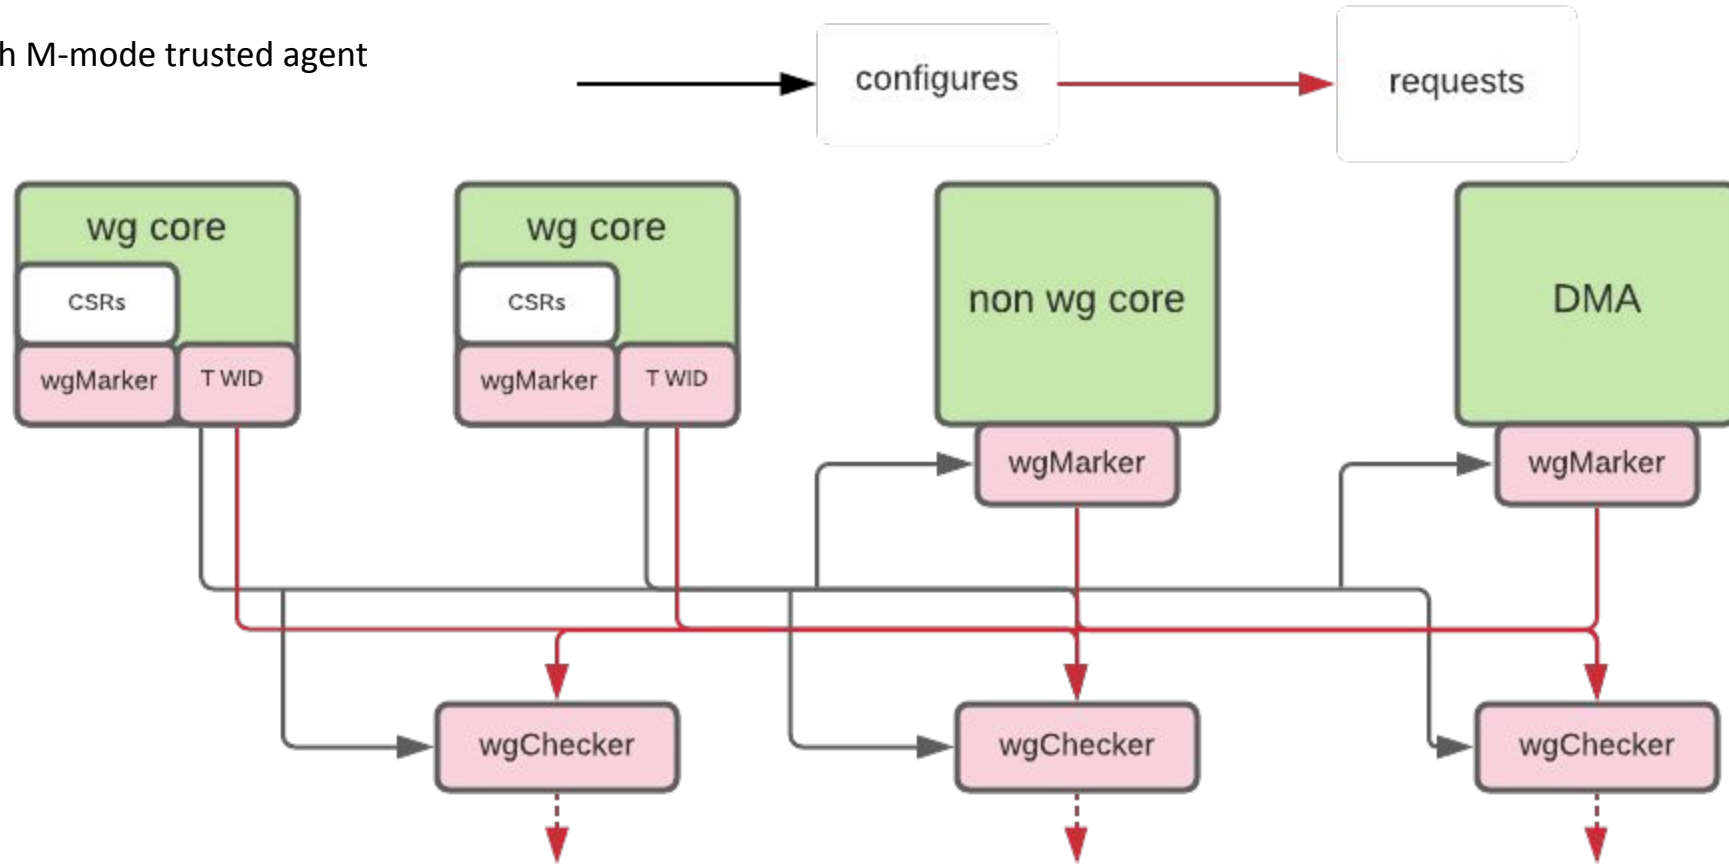 h M-mode trusted agent
configures
requests
wg core
CSRs
wgMarker
T WID
wg core
CSRs
wgMarker
T WID
non wg core
wgMarker
DMA
wgMarker
wgChecker
wgChecker
wgChecker